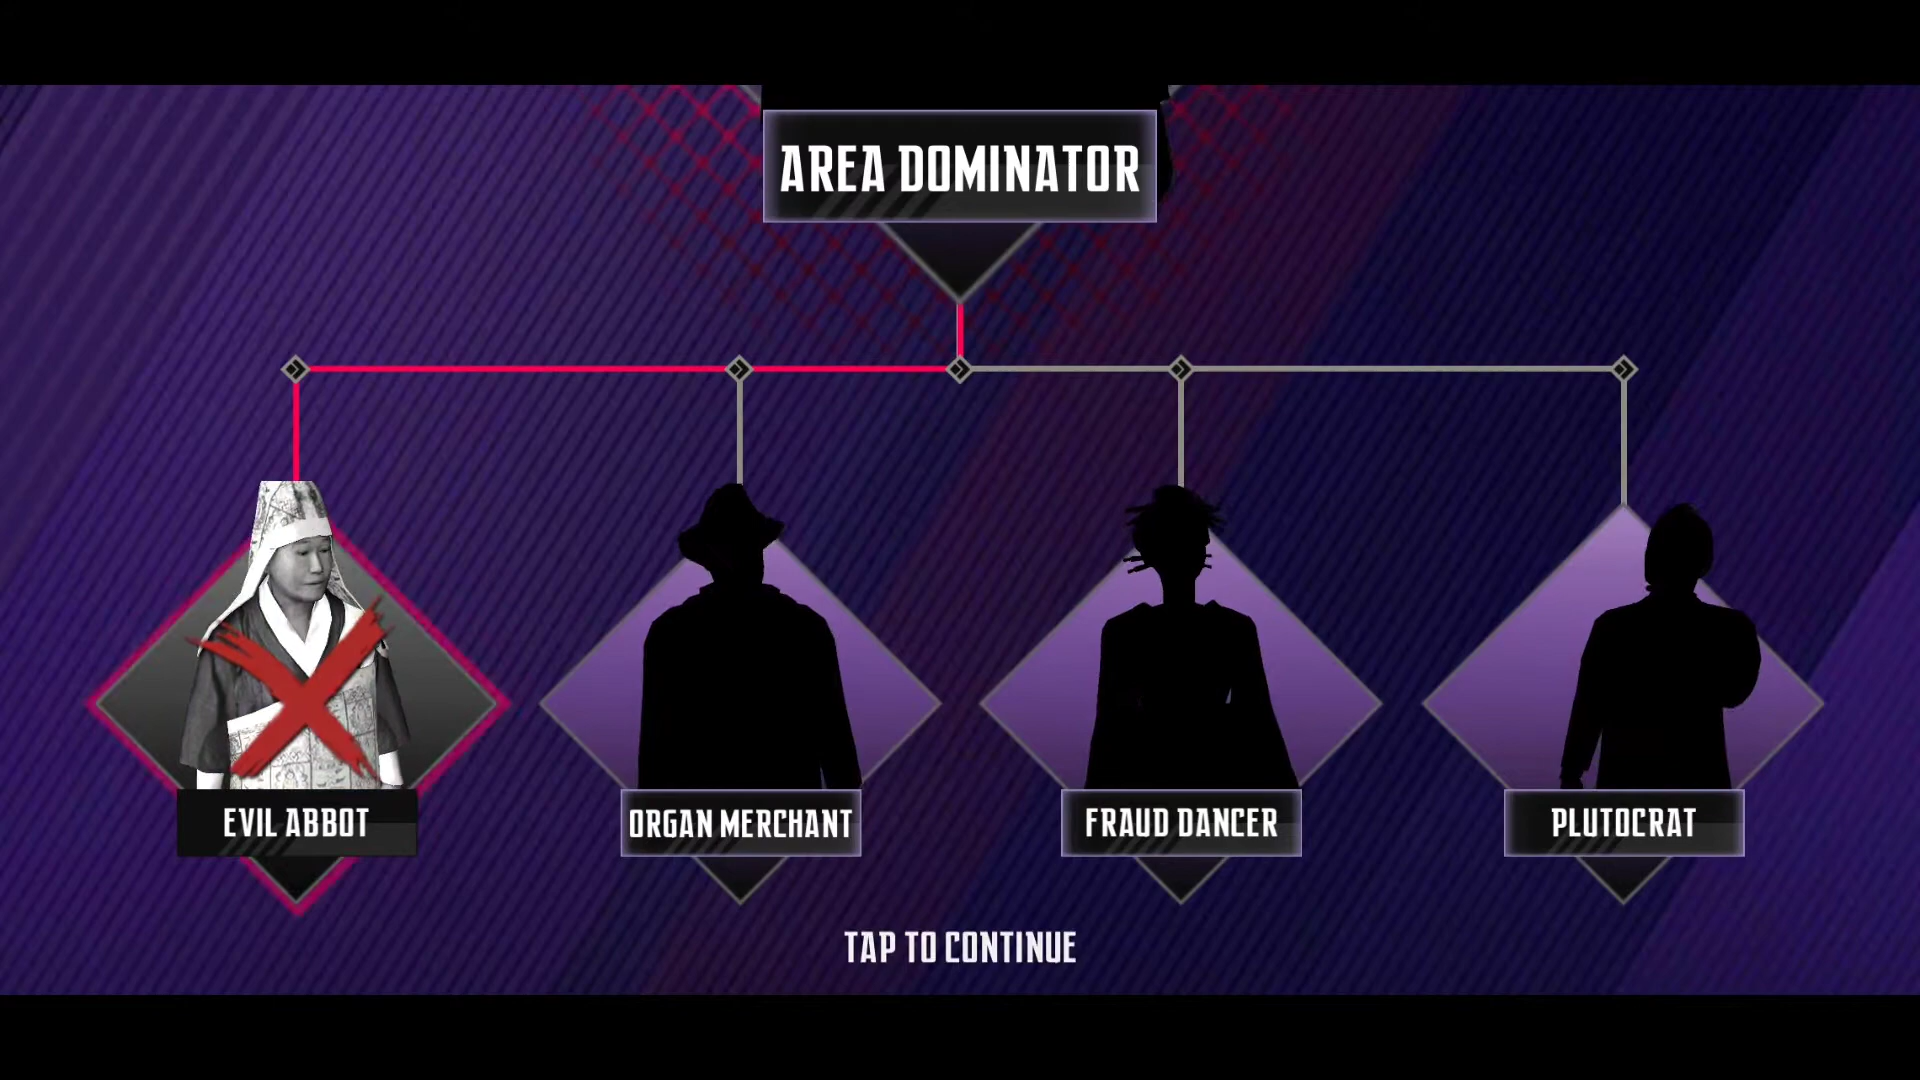 AREA DOMINATOR
EVIL ABBOT
ORGAN MERCHANT
FRAUD DANCER
PLUTOCRAT
TAP TO CONTINUE